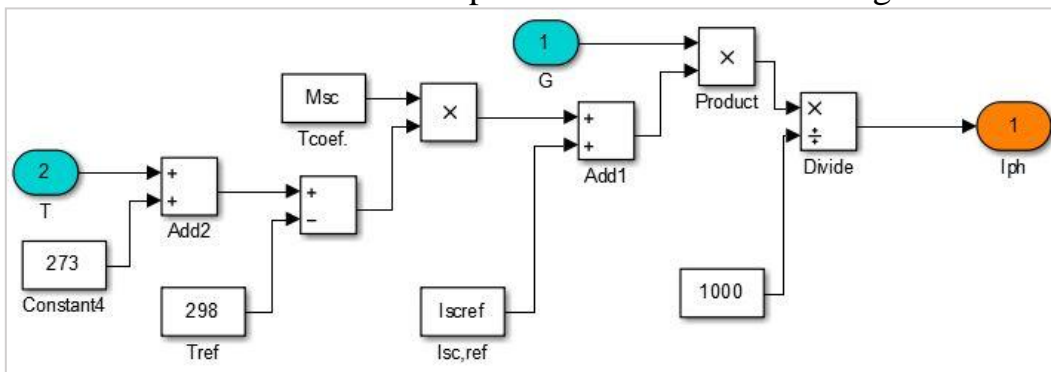 1
G
Msc
Tcoef.
×
×
Product
×
÷
Divide
1
Iph
2
T
+
+
Add2
+
−
+
+
Add1
273
Constant4
298
Tref
Iscref
Isc,ref
1000